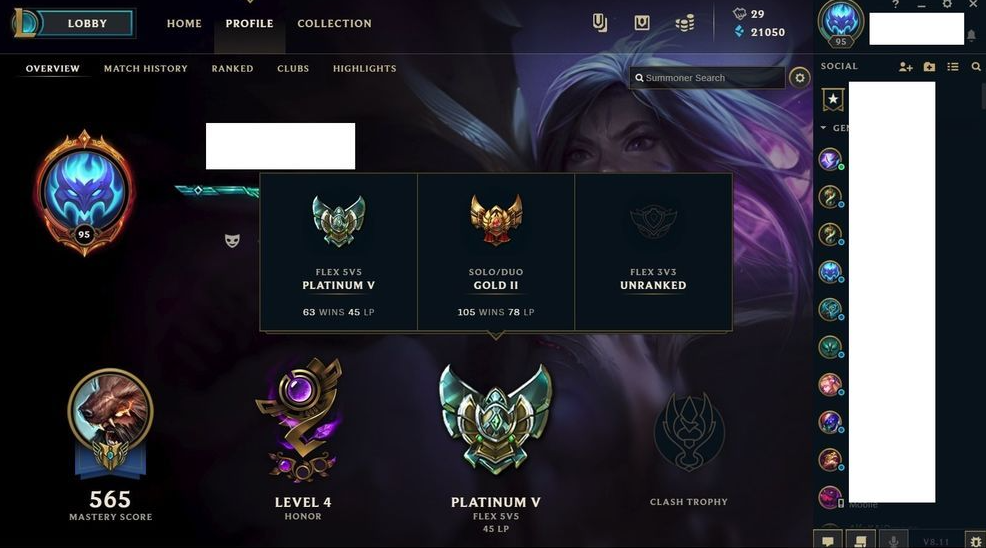 LOBBY
HOME
PROFILE
COLLECTION
29
21050
95
OVERVIEW
MATCH HISTORY
RANKED
CLUBS
HIGHLIGHTS
Summoner Search
SOCIAL
GEN
95
FLEX 5V5
PLATINUM V
63 WINS 45 LP
SOLO/DUO
GOLD II
105 WINS 78 LP
FLEX 3V3
UNRANKED
565
MASTERY SCORE
LEVEL 4
HONOR
PLATINUM V
FLEX 5V5
45 LP
CLASH TROPHY
Mobile
V8.11